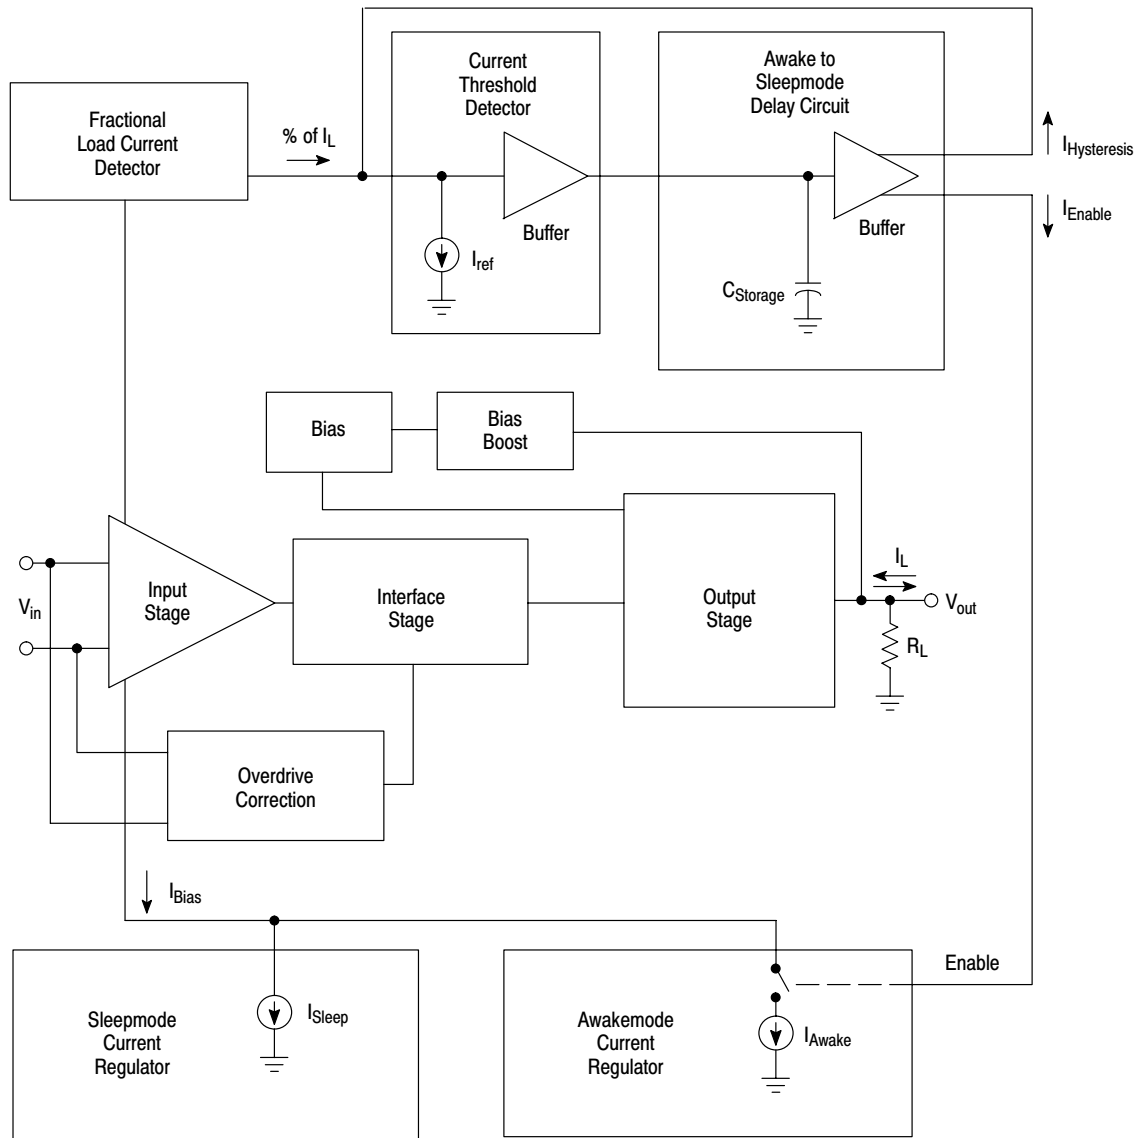 Fractional
Load Current
Detector
% of IL
Current
Threshold
Detector
Buffer
Iref
Awake to
Sleepmode
Delay Circuit
Buffer
CStorage
IHysteresis
IEnable
Bias
Bias
Boost
Vin
Input
Stage
Interface
Stage
Output
Stage
IL
Vout
RL
Overdrive
Correction
IBias
Sleepmode
Current
Regulator
ISleep
Awakemode
Current
Regulator
IAwake
Enable